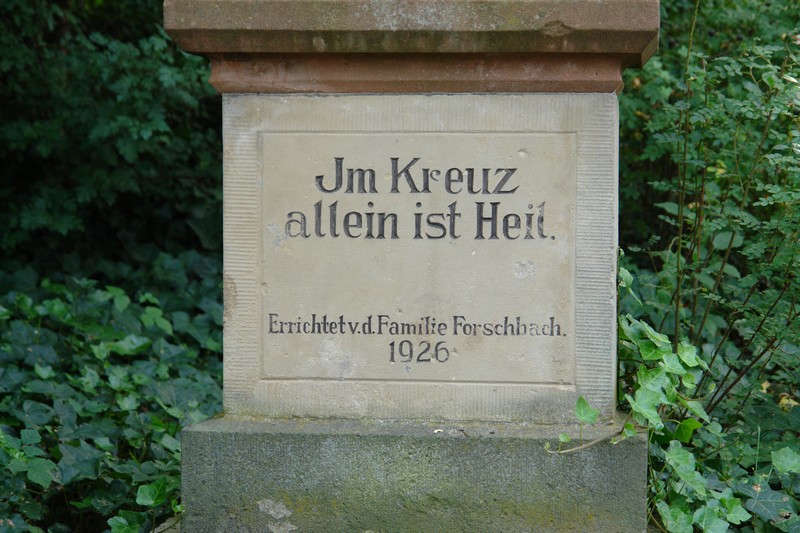 Jm Kreuz
allein ist Heil.
Errichtet v. d. Familie Forschbach.
1926